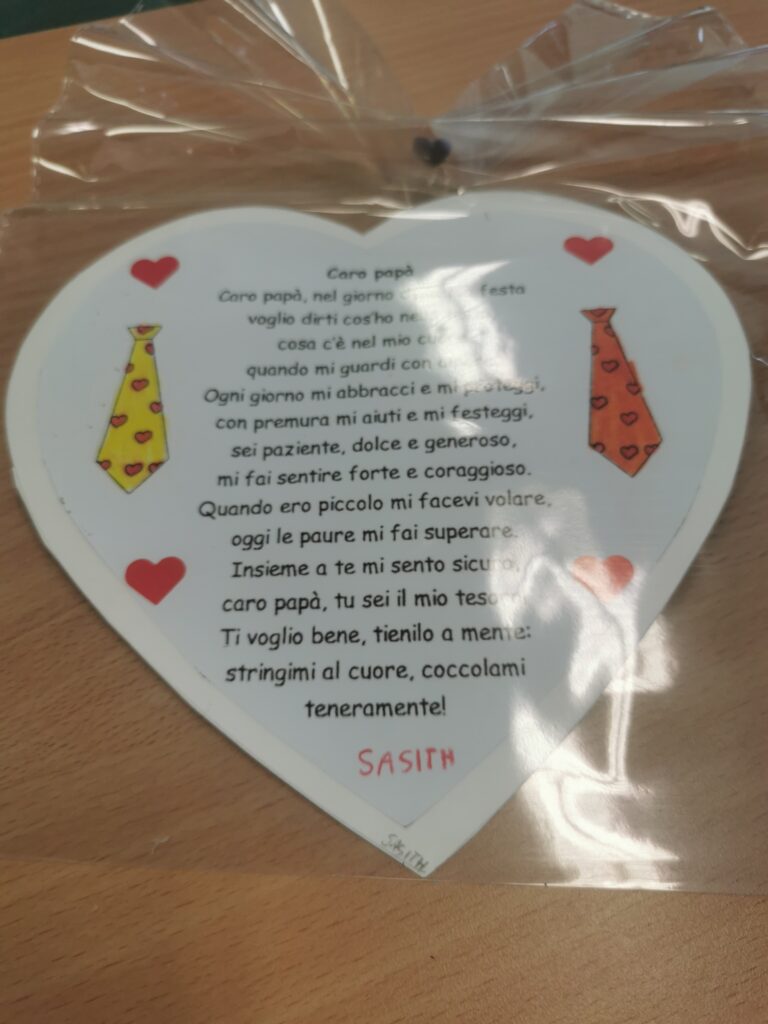 Caro papà
Caro papà, nel giorno festa
voglio dirti cos'ho
cosa c'è nel mio
quando mi guardi con
Ogni giorno mi abbracci e mi proteggi,
con premura mi aiuti e mi festeggi,
sei paziente, dolce e generoso,
mi fai sentire forte e coraggioso.
Quando ero piccolo mi facevi volare,
oggi le paure mi fai superare.
Insieme a te mi sento sicuro,
caro papà, tu sei il mio
Ti voglio bene, tienilo a mente:
stringimi al cuore, coccolami
teneramente!
SASITH
SASITH